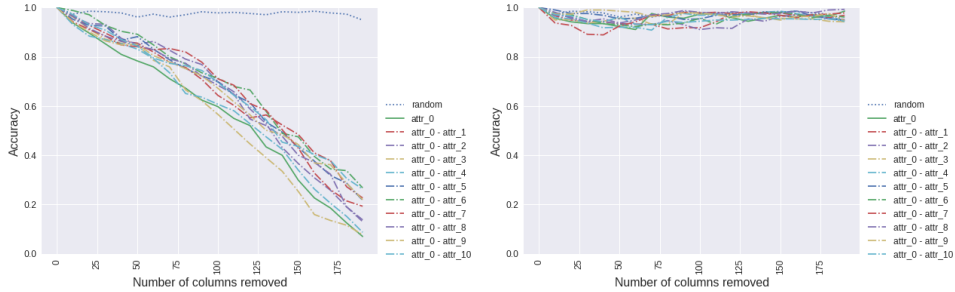 1.0
0.8
0.6
0.4
0.2
0.0
Accuracy
0
25
50
75
100
125
150
175
Number of columns removed
random
attr_0
attr_0 - attr_1
attr_0 - attr_2
attr_0 - attr_3
attr_0 - attr_4
attr_0 - attr_5
attr_0 - attr_6
attr_0 - attr_7
attr_0 - attr_8
attr_0 - attr_9
attr_0 - attr_10
1.0
0.8
0.6
0.4
0.2
0.0
Accuracy
0
25
50
75
100
125
150
175
Number of columns removed
random
attr_0
attr_0 - attr_1
attr_0 - attr_2
attr_0 - attr_3
attr_0 - attr_4
attr_0 - attr_5
attr_0 - attr_6
attr_0 - attr_7
attr_0 - attr_8
attr_0 - attr_9
attr_0 - attr_10